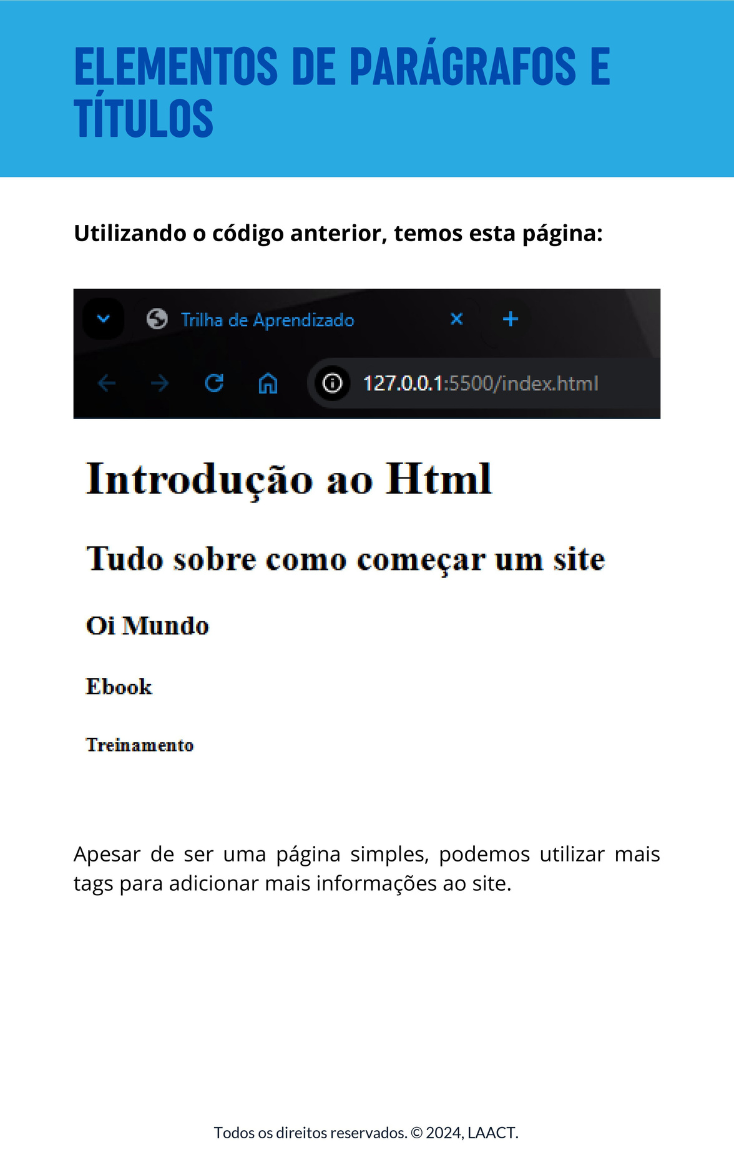 ELEMENTOS DE PARÁGRAFOS E
TÍTULOS
Utilizando o código anterior, temos esta página:
Trilha de Aprendizado
127.0.0.1:5500/index.html
Introdução ao Html
Tudo sobre como começar um site
Oi Mundo
Ebook
Treinamento
Apesar de ser uma página simples, podemos utilizar mais
tags para adicionar mais informações ao site.
Todos os direitos reservados. © 2024, LAACT.